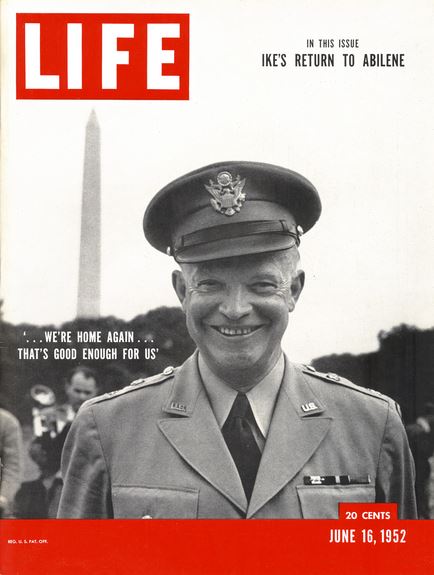 LIFE
IN THIS ISSUE
IKE'S RETURN TO ABILENE
'. . . WE'RE HOME AGAIN . . .
THAT'S GOOD ENOUGH FOR US'
U.S.
U.S.
20 CENTS
REG. U. S. PAT. OFF.
JUNE 16, 1952